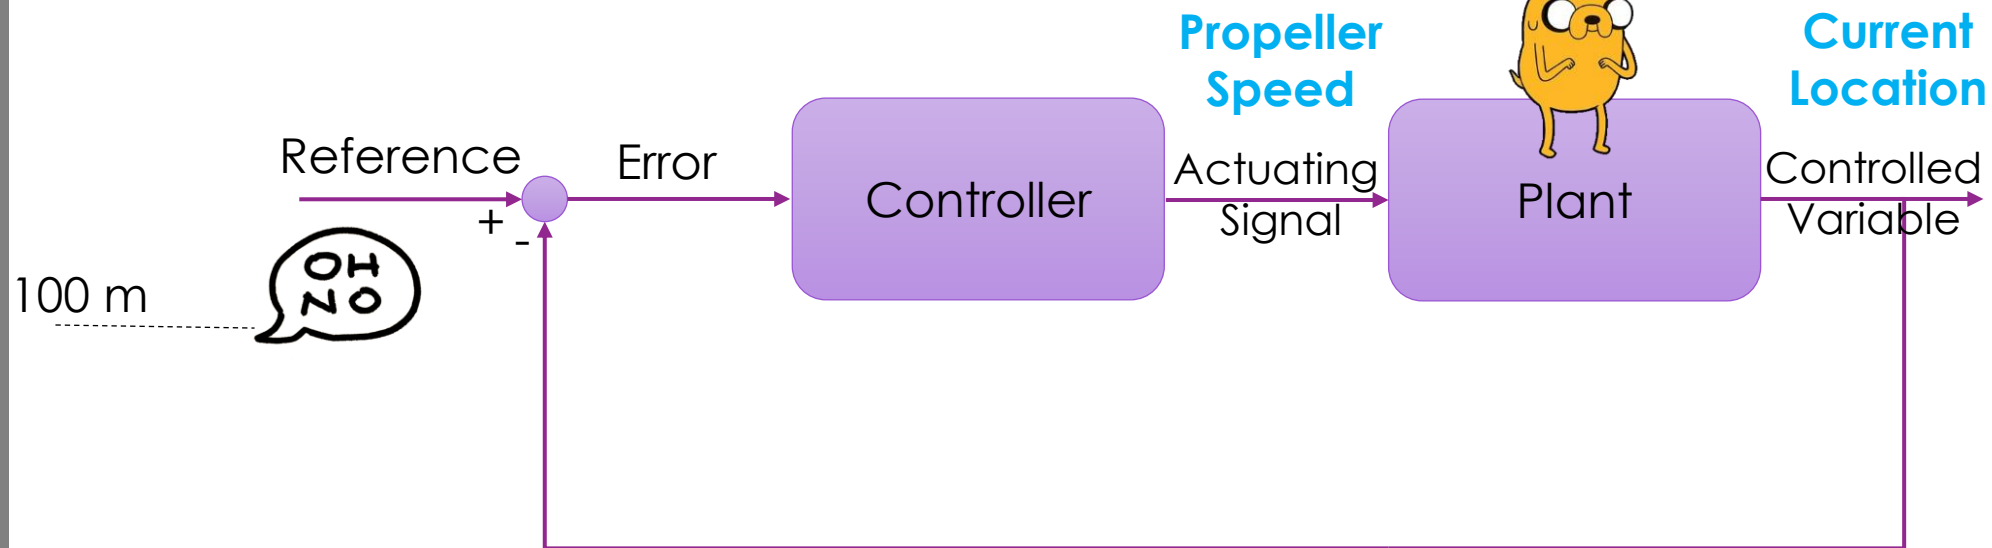 Propeller
Speed
Current
Location
Reference
Error
Controller
Actuating
Signal
Plant
Controlled
Variable
+
-
100 m
OH
NO